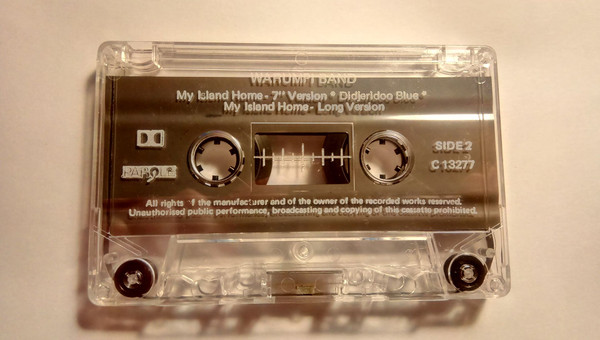 WARUMPI BAND
My Island Home - 7" Version * Didjeridoo Blue *
My Island Home - Long Version
SIDE 2
C 13277
All rights of the manufacturer and of the owner of the recorded works reserved.
Unauthorised public performance, broadcasting and copying of this cassette prohibited.